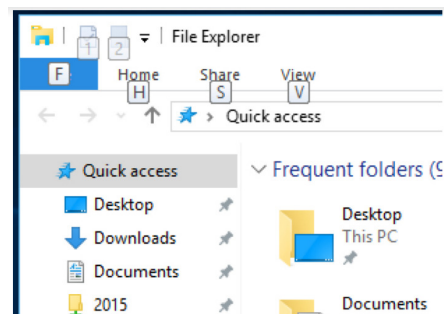 1 2 File Explorer
F Home Share View
H S V
Quick access
Quick access
Frequent folders (9
Desktop
Desktop
This PC
Downloads
Documents
Documents
2015